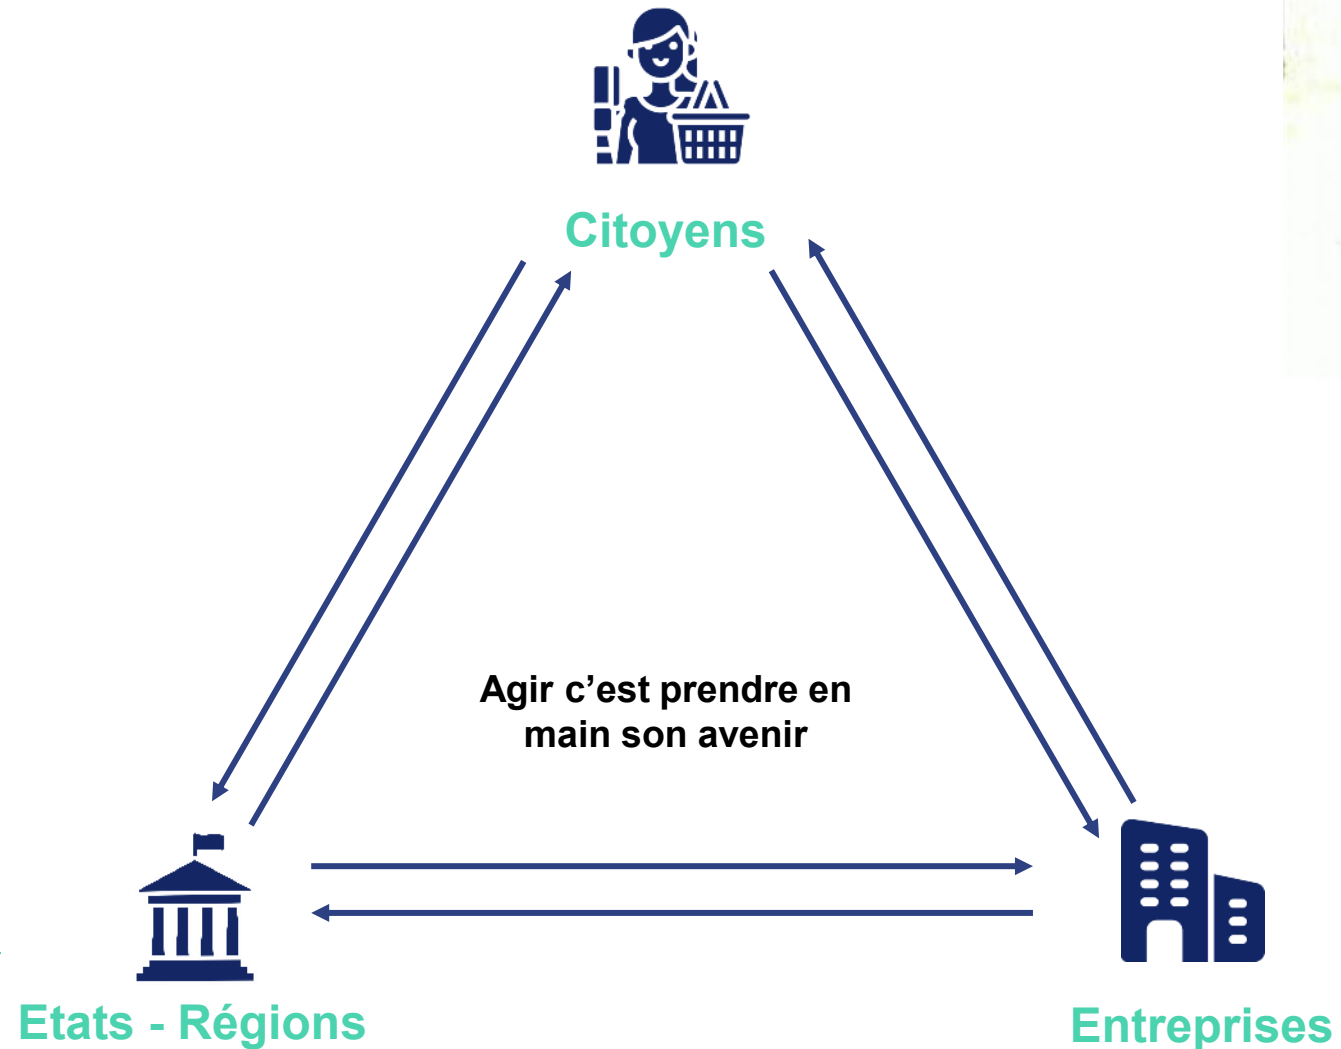 Citoyens
Agir c’est prendre en
main son avenir
Etats - Régions
Entreprises